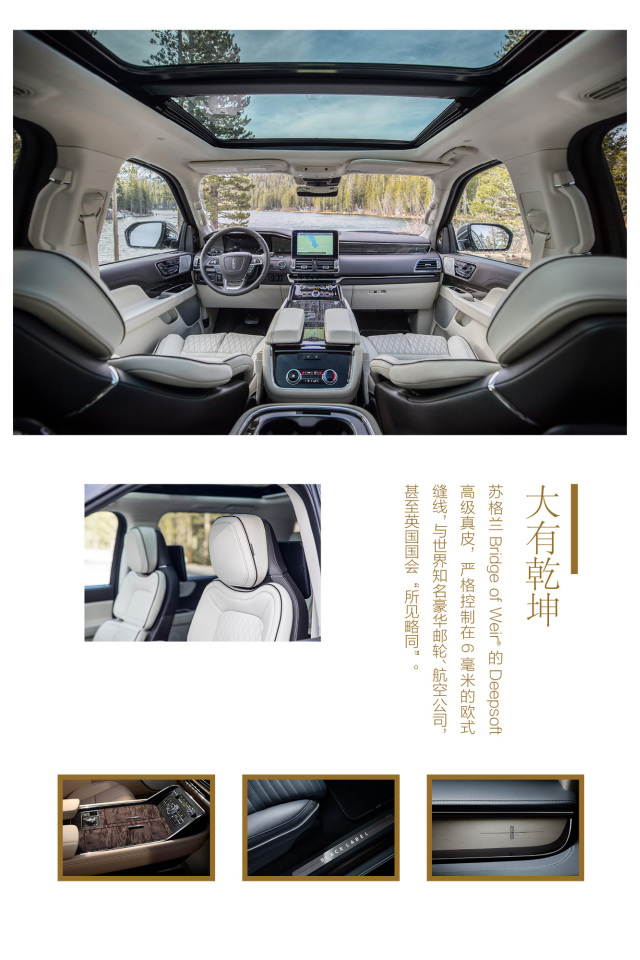 大有乾坤
苏格兰 Bridge of Weir® 的 Deepsoft
高级真皮，严格控制在 6 毫米的欧式
缝线，与世界知名豪华邮轮、航空公司，
甚至英国国会“所见略同”。
BLACK LABEL